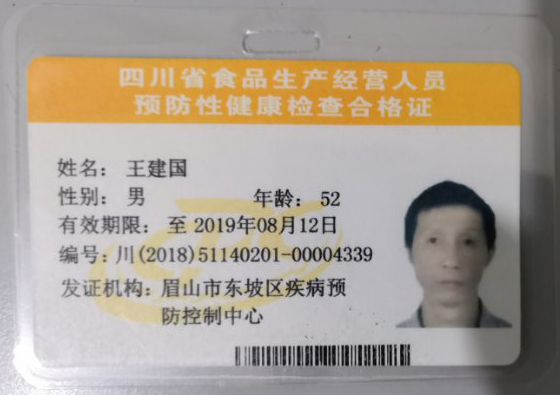 四川省食品生产经营人员
预防性健康检查合格证
姓名：王建国
性别：男 年龄：52
有效期限：至2019年08月12日
编号：川(2018)51140201-00004339
发证机构：眉山市东坡区疾病预
防控制中心